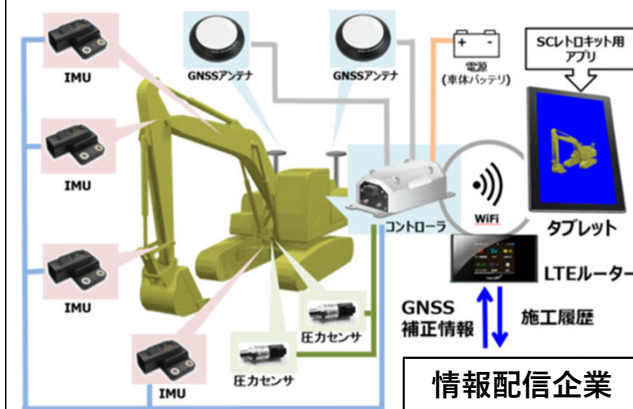 IMU
GNSSアンテナ
GNSSアンテナ
電源
(車体バッテリ)
SCレトロキット用
アプリ
IMU
コントローラ
WiFi
タブレット
IMU
LTEルーター
圧力センサ
圧力センサ
IMU
GNSS
補正情報
施工履歴
情報配信企業